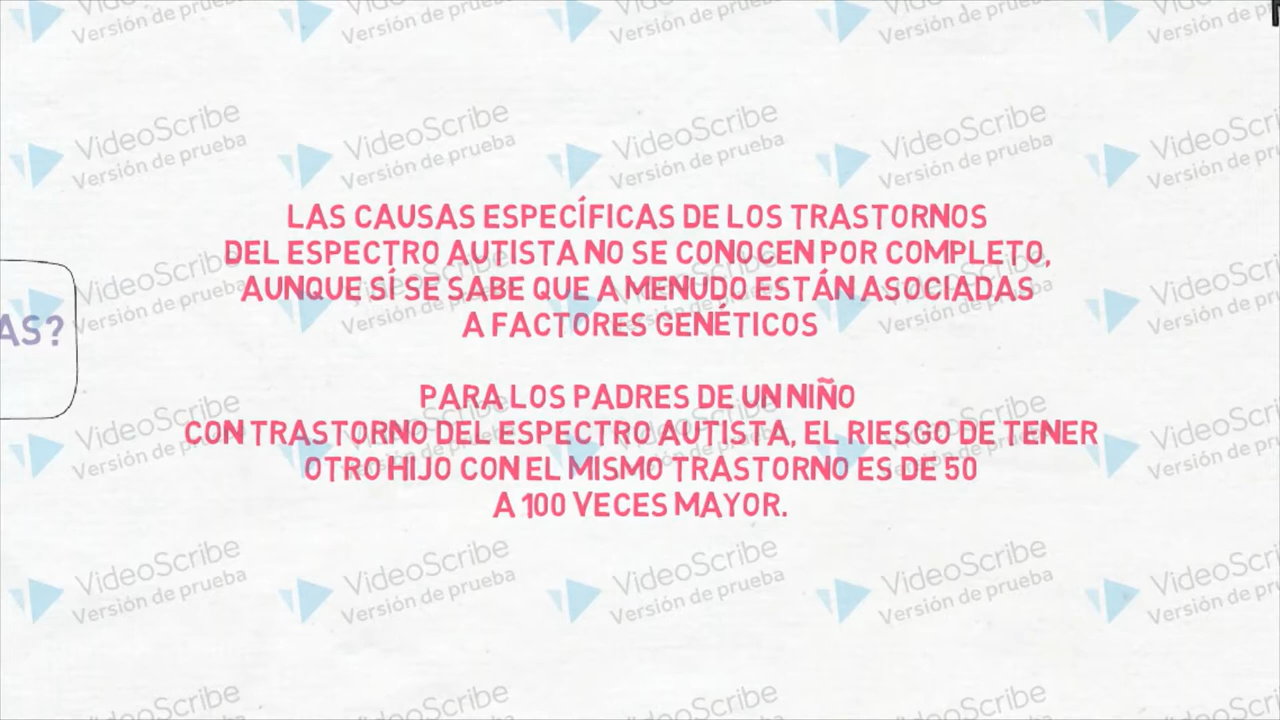 LAS CAUSAS ESPECÍFICAS DE LOS TRASTORNOS
DEL ESPECTRO AUTISTA NO SE CONOCEN POR COMPLETO,
AUNQUE SÍ SE SABE QUE A MENUDO ESTÁN ASOCIADAS
A FACTORES GENÉTICOS
AS?
PARA LOS PADRES DE UN NIÑO
CON TRASTORNO DEL ESPECTRO AUTISTA, EL RIESGO DE TENER
OTRO HIJO CON EL MISMO TRASTORNO ES DE 50
A 100 VECES MAYOR.
VideoScribe
Versión de prueba